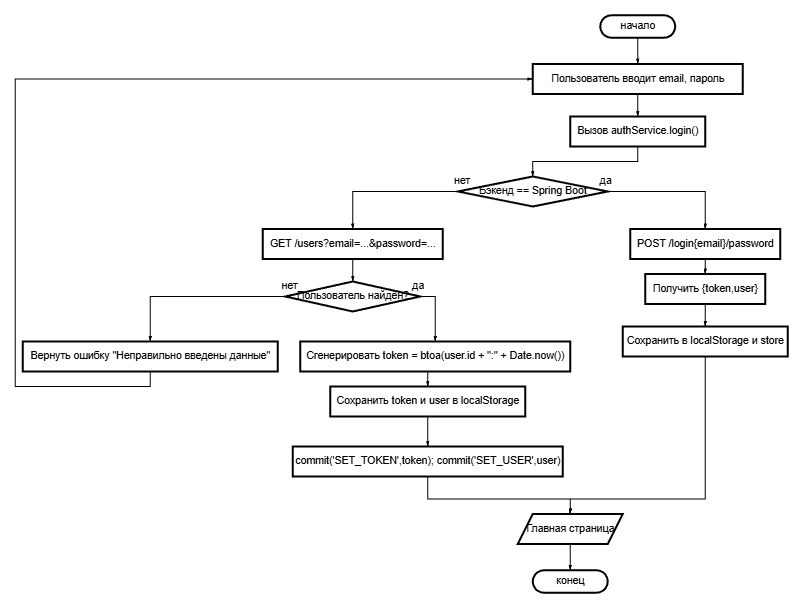 начало
Пользователь вводит email, пароль
Вызов authService.login()
нет
Бэкенд == Spring Boot
да
GET /users?email=...&password=...
POST /login{email}/password
нет
Пользователь найден?
да
Получить {token,user}
Вернуть ошибку "Неправильно введены данные"
Сгенерировать token = btoa(user.id + ":" + Date.now())
Сохранить в localStorage и store
Сохранить token и user в localStorage
commit('SET_TOKEN',token); commit('SET_USER',user)
Главная страница
конец